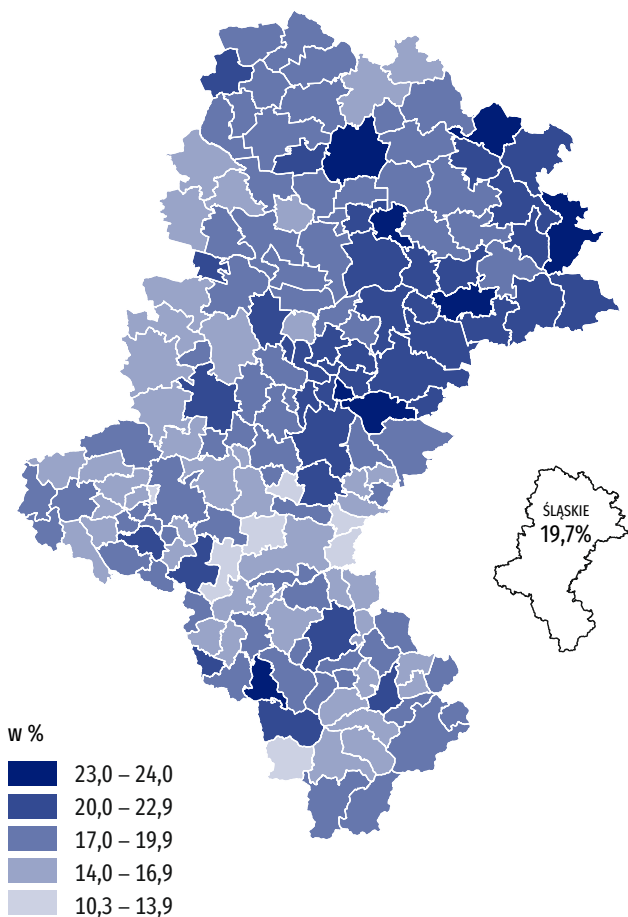 ŚLĄSKIE
19,7%
w %
23,0 – 24,0
20,0 – 22,9
17,0 – 19,9
14,0 – 16,9
10,3 – 13,9